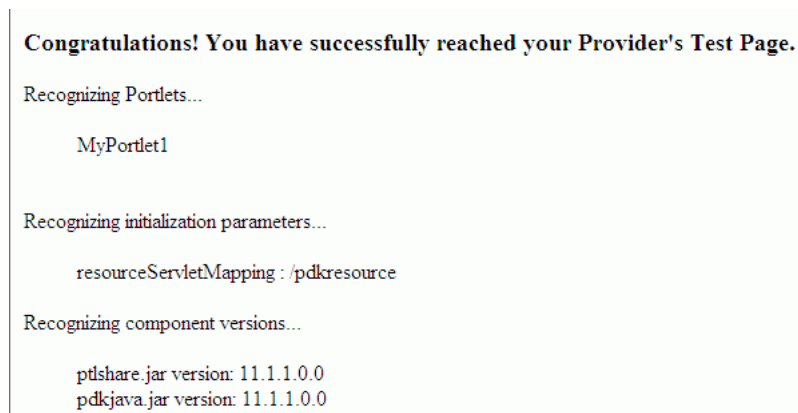 Congratulations! You have successfully reached your Provider's Test Page.
Recognizing Portlets...
MyPortlet1
Recognizing initialization parameters...
resourceServletMapping : /pdkresource
Recognizing component versions...
ptlshare.jar version: 11.1.1.0.0
pdkjava.jar version: 11.1.1.0.0